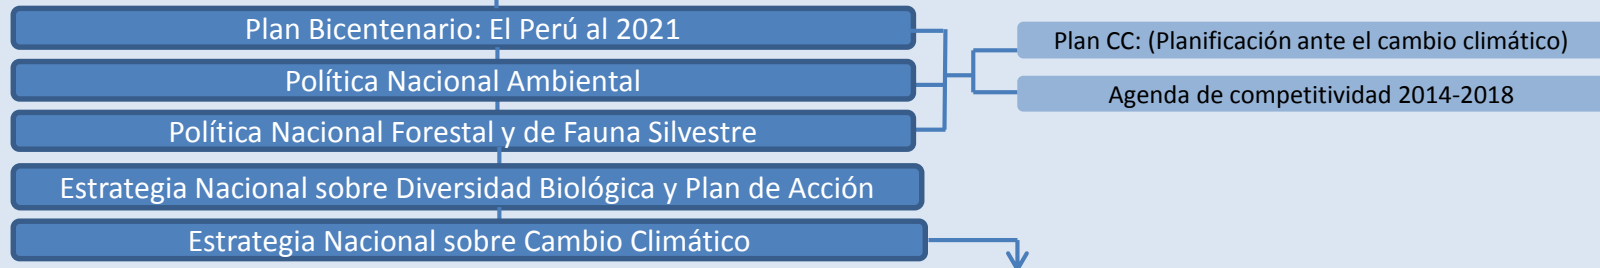 Plan Bicentenario: El Perú al 2021
Política Nacional Ambiental
Política Nacional Forestal y de Fauna Silvestre
Estrategia Nacional sobre Diversidad Biológica y Plan de Acción
Estrategia Nacional sobre Cambio Climático
Plan CC: (Planificación ante el cambio climático)
Agenda de competitividad 2014-2018